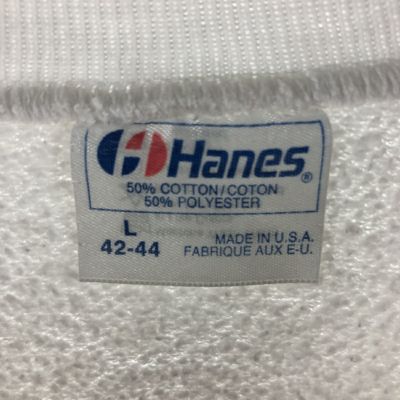 Hanes®
50% COTTON/COTON
50% POLYESTER
L
42-44
MADE IN U.S.A.
FABRIQUE AUX E-U.